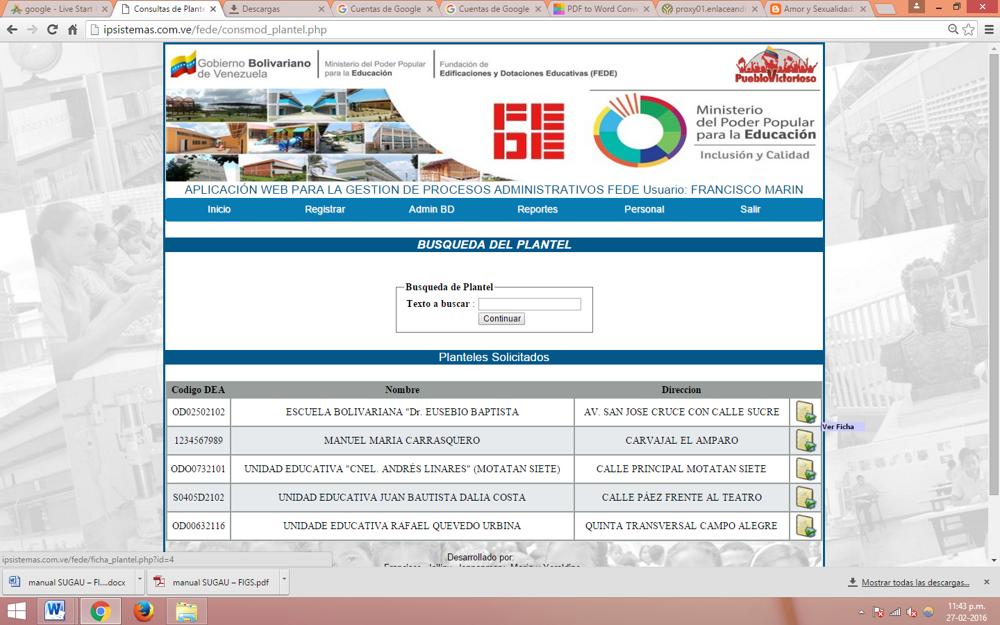 google - Live Start
Consultas de Plante
Descargas
Cuentas de Google
Cuentas de Google
PDF to Word Conve
proxy01.enlaceandi
Amor y Sexualidad:
ipsistemas.com.ve/fede/consmod_plantel.php
Gobierno Bolivariano
de Venezuela
Ministerio del Poder Popular
para la Educación
Fundación de
Edificaciones y Dotaciones Educativas (FEDE)
PuebloVictorioso
FEDE
Ministerio
del Poder Popular
para la Educación
Inclusión y Calidad
APLICACIÓN WEB PARA LA GESTION DE PROCESOS ADMINISTRATIVOS FEDE Usuario: FRANCISCO MARIN
Inicio Registrar Admin BD Reportes Personal Salir
BUSQUEDA DEL PLANTEL
Busqueda de Plantel
Texto a buscar :
Continuar
Planteles Solicitados
Codigo DEA Nombre Direccion
OD02502102 ESCUELA BOLIVARIANA "Dr. EUSEBIO BAPTISTA AV. SAN JOSE CRUCE CON CALLE SUCRE
Ver Ficha
1234567989 MANUEL MARIA CARRASQUERO CARVAJAL EL AMPARO
ODO0732101 UNIDAD EDUCATIVA "CNEL. ANDRÉS LINARES" (MOTATAN SIETE) CALLE PRINCIPAL MOTATAN SIETE
S0405D2102 UNIDAD EDUCATIVA JUAN BAUTISTA DALIA COSTA CALLE PÁEZ FRENTE AL TEATRO
OD00632116 UNIDADE EDUCATIVA RAFAEL QUEVEDO URBINA QUINTA TRANSVERSAL CAMPO ALEGRE
Desarrollado por:
ipsistemas.com.ve/fede/ficha_plantel.php?id=4
manual SUGAU – FI....docx
manual SUGAU – FIGS.pdf
Mostrar todas las descargas...
11:43 p.m.
27-02-2016